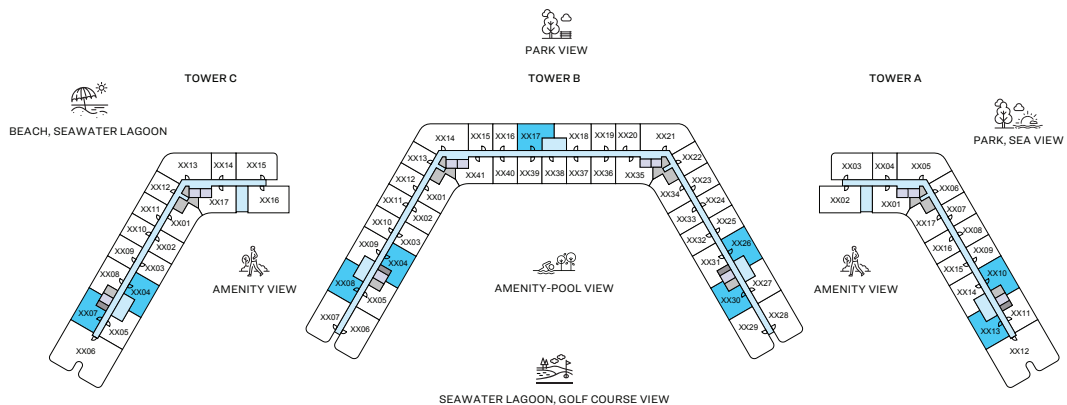 PARK VIEW
TOWER C
TOWER B
TOWER A
BEACH, SEAWATER LAGOON
PARK, SEA VIEW
XX13
XX14
XX15
XX12
XX16
XX17
XX11
XX01
XX10
XX02
XX09
XX03
XX08
XX04
XX07
XX05
XX06
AMENITY VIEW
XX14
XX15
XX16
XX17
XX18
XX19
XX20
XX21
XX13
XX22
XX12
XX41
XX40
XX39
XX38
XX37
XX36
XX35
XX23
XX11
XX01
XX34
XX24
XX10
XX02
XX33
XX25
XX09
XX03
XX32
XX26
XX08
XX04
XX31
XX27
XX07
XX05
XX30
XX28
XX06
XX29
AMENITY-POOL VIEW
XX03
XX04
XX05
XX02
XX01
XX06
XX17
XX07
XX16
XX08
XX15
XX09
XX14
XX10
XX13
XX11
XX12
AMENITY VIEW
SEAWATER LAGOON, GOLF COURSE VIEW